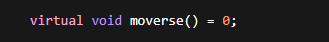 virtual void moverse() = 0;